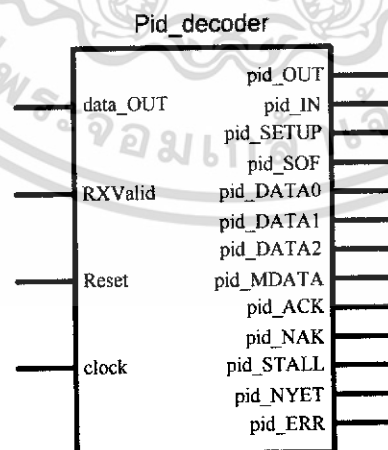 Pid_decoder
pid_OUT
data_OUT pid_IN
pid_SETUP
pid_SOF
RXValid pid_DATA0
pid_DATA1
pid_DATA2
Reset pid_MDATA
pid_ACK
pid_NAK
clock pid_STALL
pid_NYET
pid_ERR